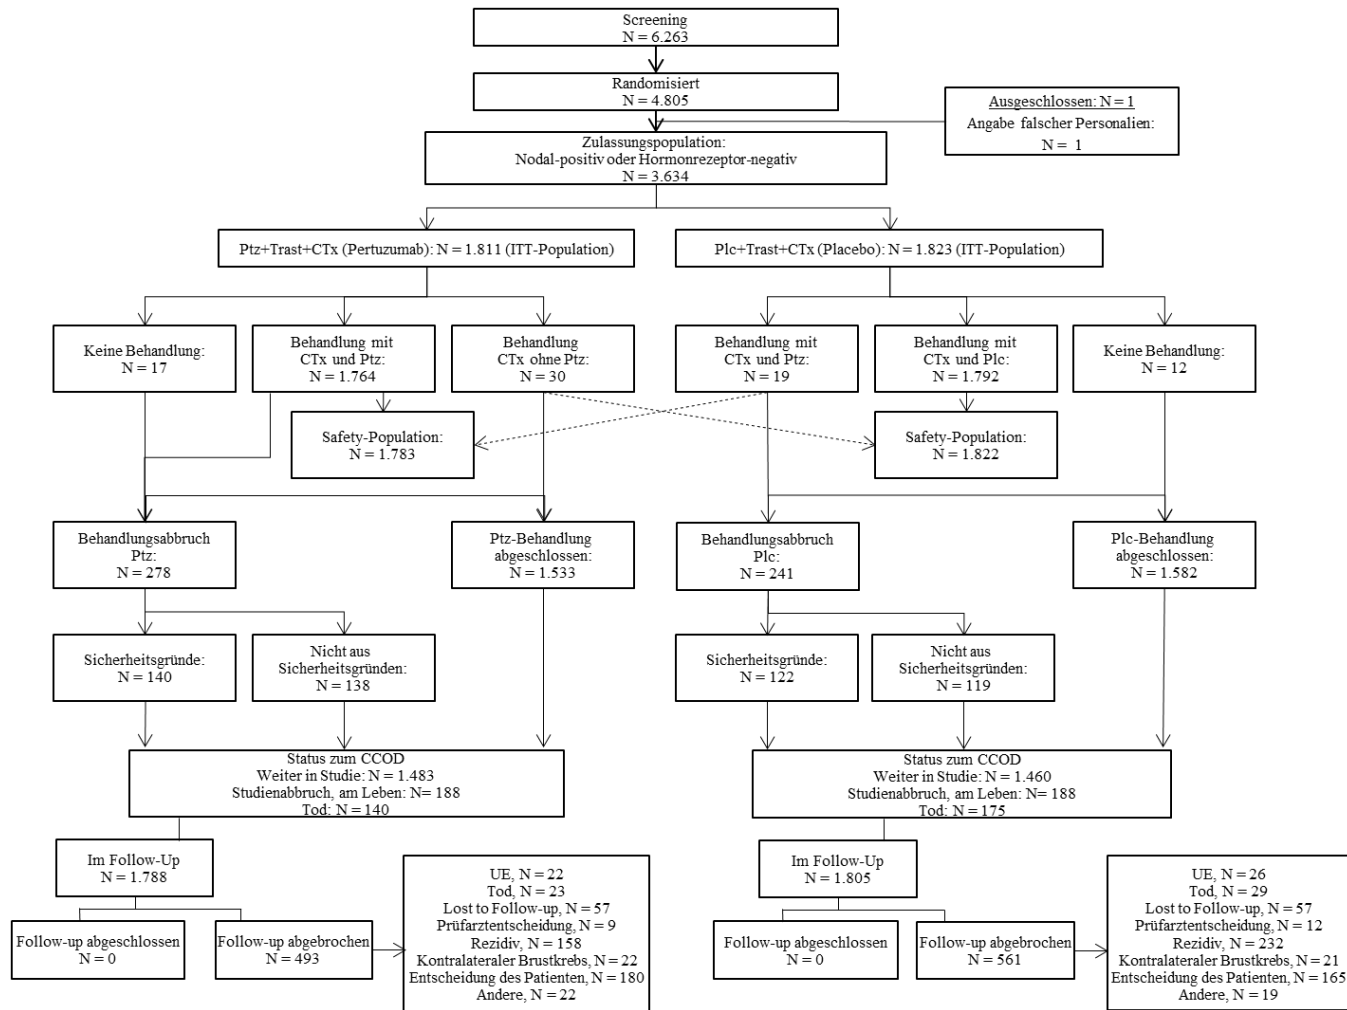 Screening
N = 6.263
Randomisiert
N = 4.805
Ausgeschlossen: N = 1
Angabe falscher Personalien:
N = 1
Zulassungspopulation:
Nodal-positiv oder Hormonrezeptor-negativ
N = 3.634
Ptz+Trast+CTx (Pertuzumab): N = 1.811 (ITT-Population)
Plc+Trast+CTx (Placebo): N = 1.823 (ITT-Population)
Keine Behandlung:
N = 17
Behandlung mit
CTx und Ptz:
N = 1.764
Behandlung
CTx ohne Ptz:
N = 30
Behandlung mit
CTx und Ptz:
N = 19
Behandlung mit
CTx und Plc:
N = 1.792
Keine Behandlung:
N = 12
Safety-Population:
N = 1.783
Safety-Population:
N = 1.822
Behandlungsabbruch
Ptz:
N = 278
Ptz-Behandlung
abgeschlossen:
N = 1.533
Behandlungsabbruch
Plc:
N = 241
Plc-Behandlung
abgeschlossen:
N = 1.582
Sicherheitsgründe:
N = 140
Nicht aus
Sicherheitsgründen:
N = 138
Sicherheitsgründe:
N = 122
Nicht aus
Sicherheitsgründen:
N = 119
Status zum CCOD
Weiter in Studie: N = 1.483
Studienabbruch, am Leben: N= 188
Tod: N = 140
Status zum CCOD
Weiter in Studie: N = 1.460
Studienabbruch, am Leben: N= 188
Tod: N = 175
Im Follow-Up
N = 1.788
Follow-up abgeschlossen
N = 0
Follow-up abgebrochen
N = 493
UE, N = 22
Tod, N = 23
Lost to Follow-up, N = 57
Prüfarztentscheidung, N = 9
Rezidiv, N = 158
Kontralateraler Brustkrebs, N = 22
Entscheidung des Patienten, N = 180
Andere, N = 22
Im Follow-Up
N = 1.805
Follow-up abgeschlossen
N = 0
Follow-up abgebrochen
N = 561
UE, N = 26
Tod, N = 29
Lost to Follow-up, N = 57
Prüfarztentscheidung, N = 12
Rezidiv, N = 232
Kontralateraler Brustkrebs, N = 21
Entscheidung des Patienten, N = 165
Andere, N = 19